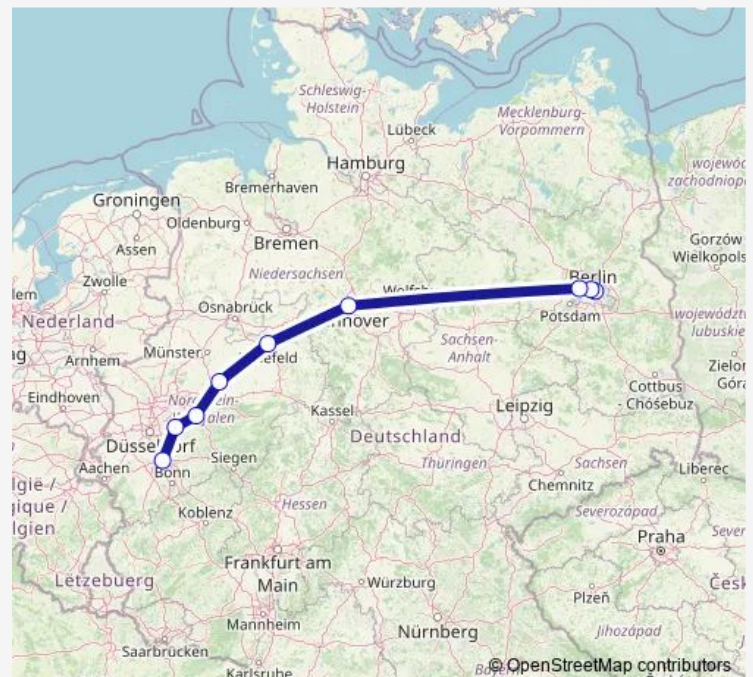 Schleswig-
Holstein
Lübeck
Mecklenburg-
Vorpommern
Hamburg
Bremerhaven
Groningen
Oldenburg
Assen
Bremen
Gorzów
Wielkopols
Zwolle
Niedersachsen
Berlin
Nederland
Osnabrück
Potsdam
Arnhem
Münster
Sachsen-
Anhalt
Eindhoven
Kassel
Leipzig
Cottbus
- Chóśebuz
Deutschland
Siegen
Aachen
Bonn
Thüringen
Sachsen
Liberec
Chemnitz
Koblenz
Hessen
Severozápad
Praha
Frankfurt am
Main
Lëtzebuerg
Würzburg
Plzeň
Mannheim
Nürnberg
Jihozápad
Saarbrücken
Karlsruhe
© OpenStreetMap contributors